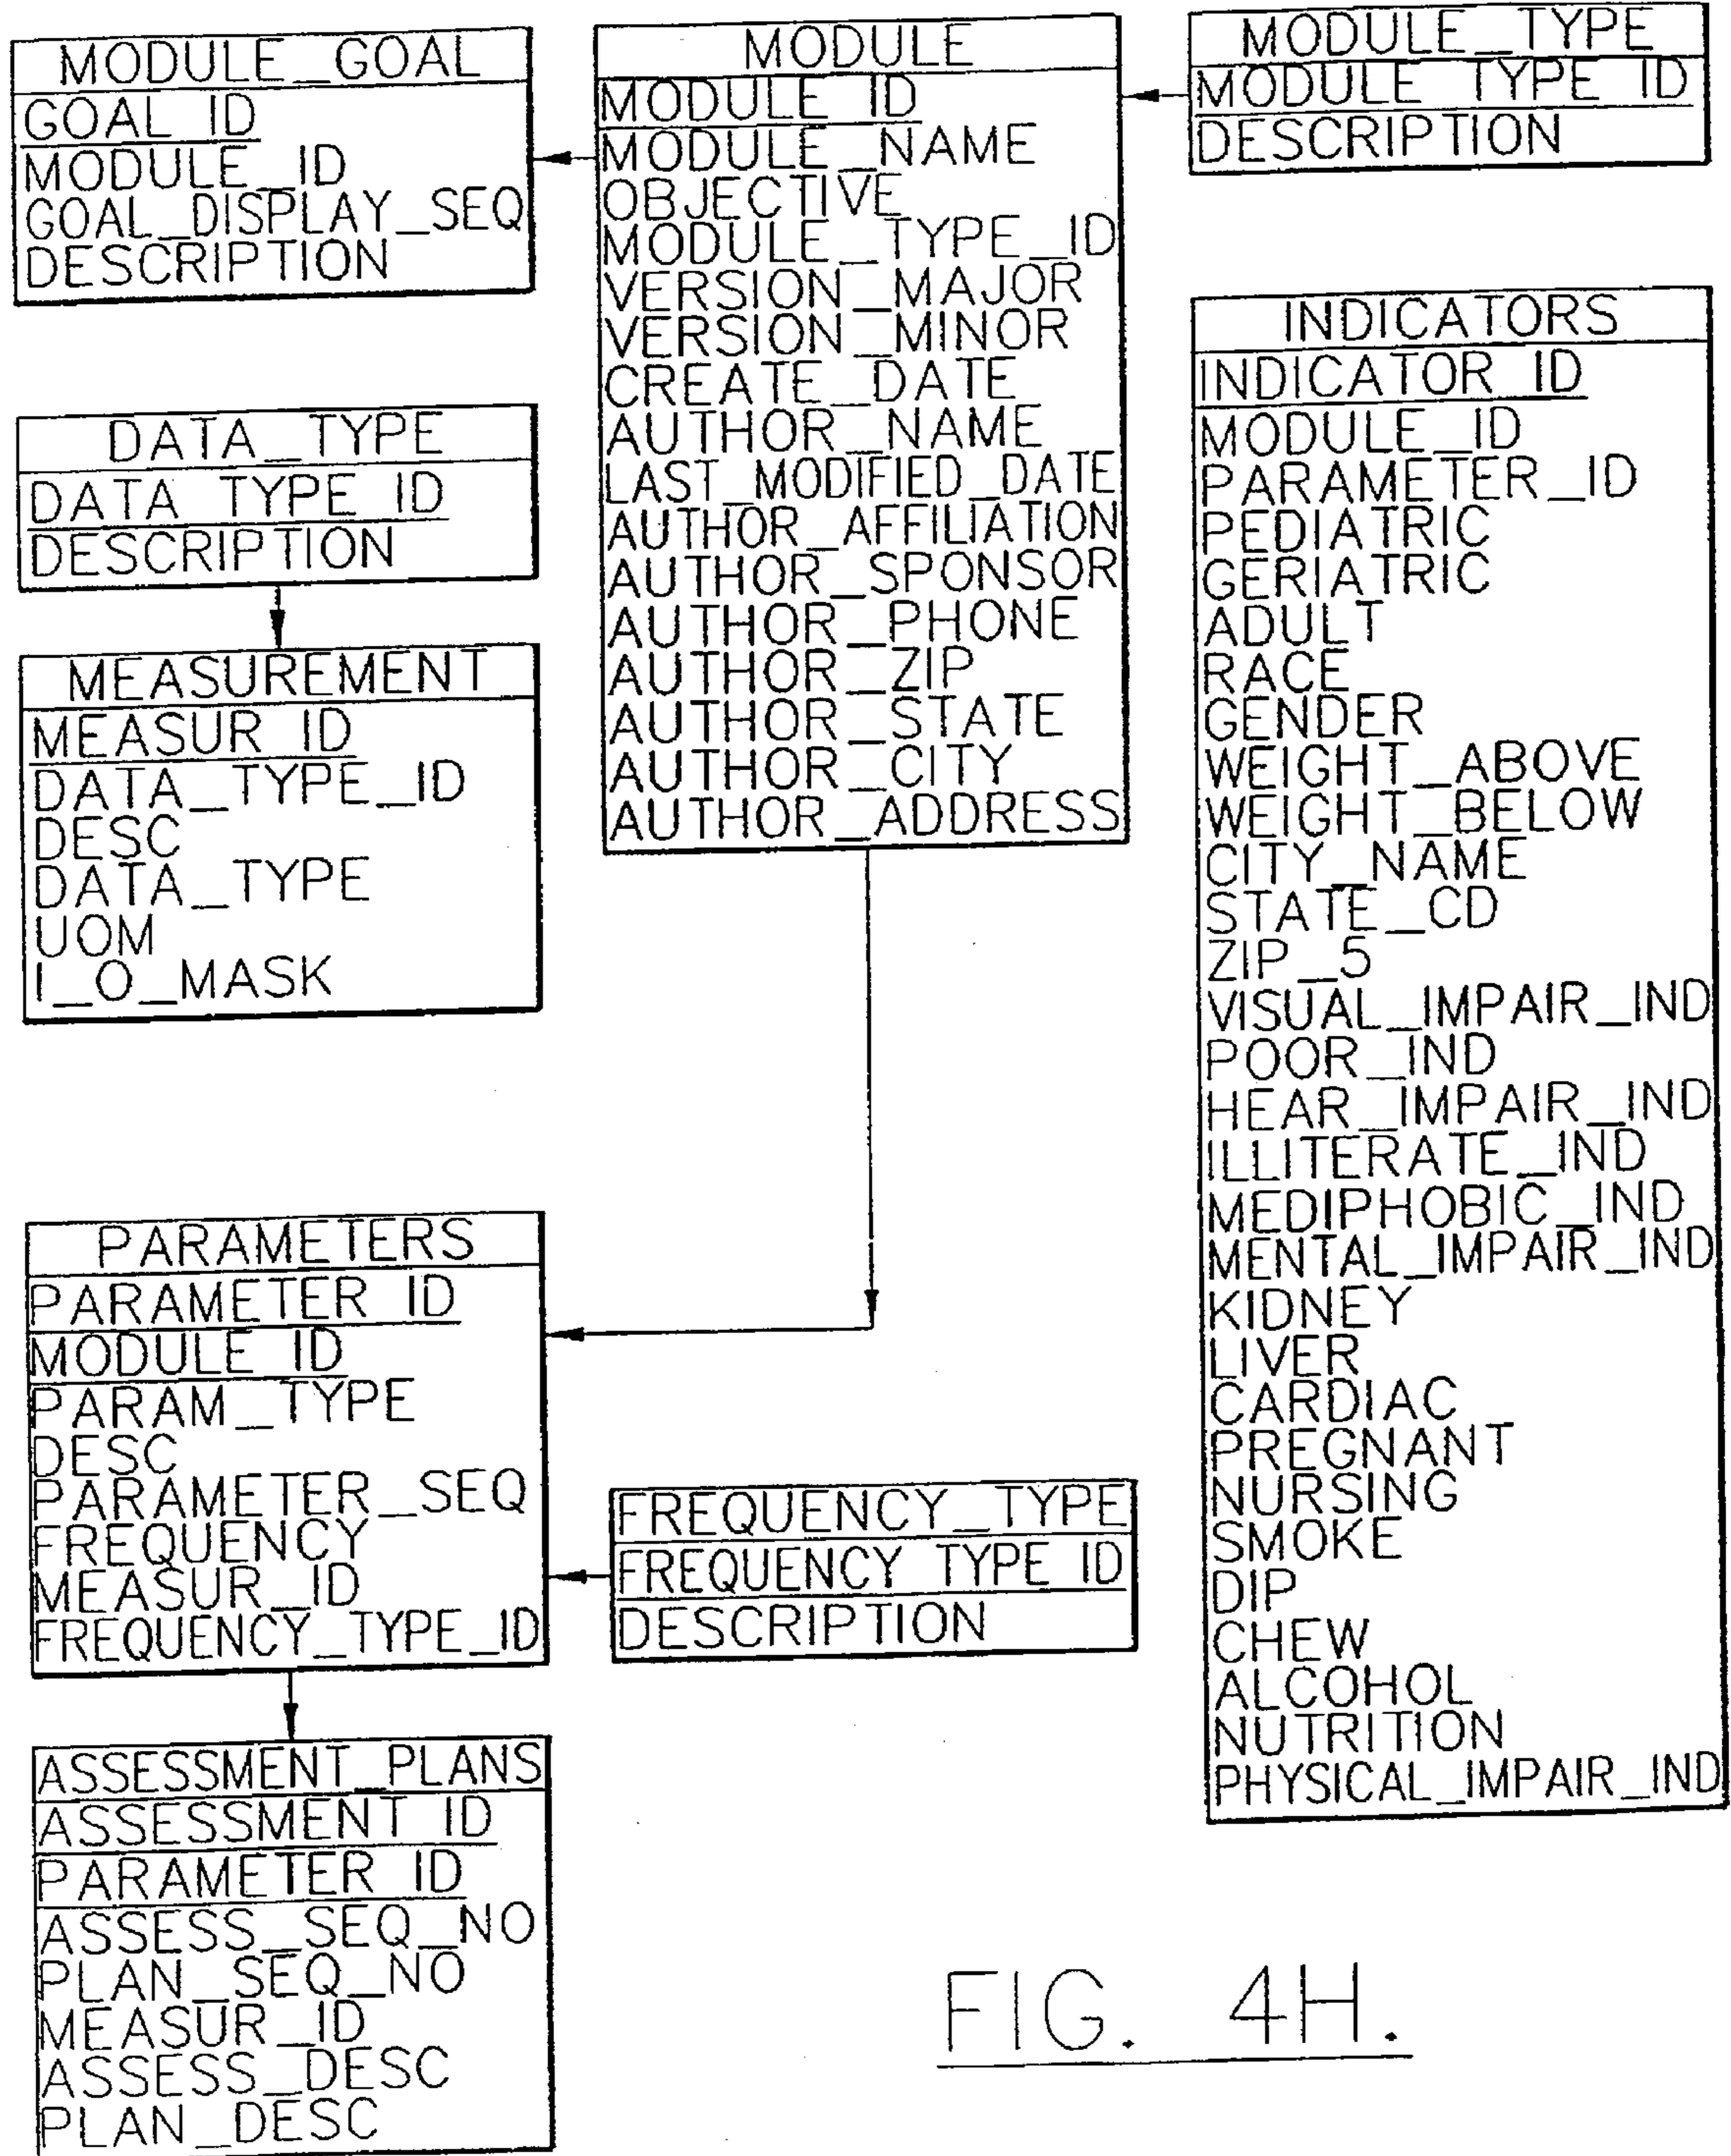 MODULE_GOAL
GOAL_ID
MODULE_ID
GOAL_DISPLAY_SEQ
DESCRIPTION
MODULE
MODULE_ID
MODULE_NAME
OBJECTIVE
MODULE_TYPE_ID
VERSION_MAJOR
VERSION_MINOR
CREATE_DATE
AUTHOR_NAME
LAST_MODIFIED_DATE
AUTHOR_AFFILIATION
AUTHOR_SPONSOR
AUTHOR_PHONE
AUTHOR_ZIP
AUTHOR_STATE
AUTHOR_CITY
AUTHOR_ADDRESS
MODULE_TYPE
MODULE_TYPE_ID
DESCRIPTION
DATA_TYPE
DATA_TYPE_ID
DESCRIPTION
MEASUREMENT
MEASUR_ID
DATA_TYPE_ID
DESC
DATA_TYPE
UOM
I_O_MASK
INDICATORS
INDICATOR_ID
MODULE_ID
PARAMETER_ID
PEDIATRIC
GERIATRIC
ADULT
RACE
GENDER
WEIGHT_ABOVE
WEIGHT_BELOW
CITY_NAME
STATE_CD
ZIP_5
VISUAL_IMPAIR_IND
POOR_IND
HEAR_IMPAIR_IND
ILLITERATE_IND
MEDIPHOBIC_IND
MENTAL_IMPAIR_IND
KIDNEY
LIVER
CARDIAC
PREGNANT
NURSING
SMOKE
DIP
CHEW
ALCOHOL
NUTRITION
PHYSICAL_IMPAIR_IND
PARAMETERS
PARAMETER_ID
MODULE_ID
PARAM_TYPE
DESC
PARAMETER_SEQ
FREQUENCY
MEASUR_ID
FREQUENCY_TYPE_ID
FREQUENCY_TYPE
FREQUENCY_TYPE_ID
DESCRIPTION
ASSESSMENT_PLANS
ASSESSMENT_ID
PARAMETER_ID
ASSESS_SEQ_NO
PLAN_SEQ_NO
MEASUR_ID
ASSESS_DESC
PLAN_DESC
FIG. 4H.